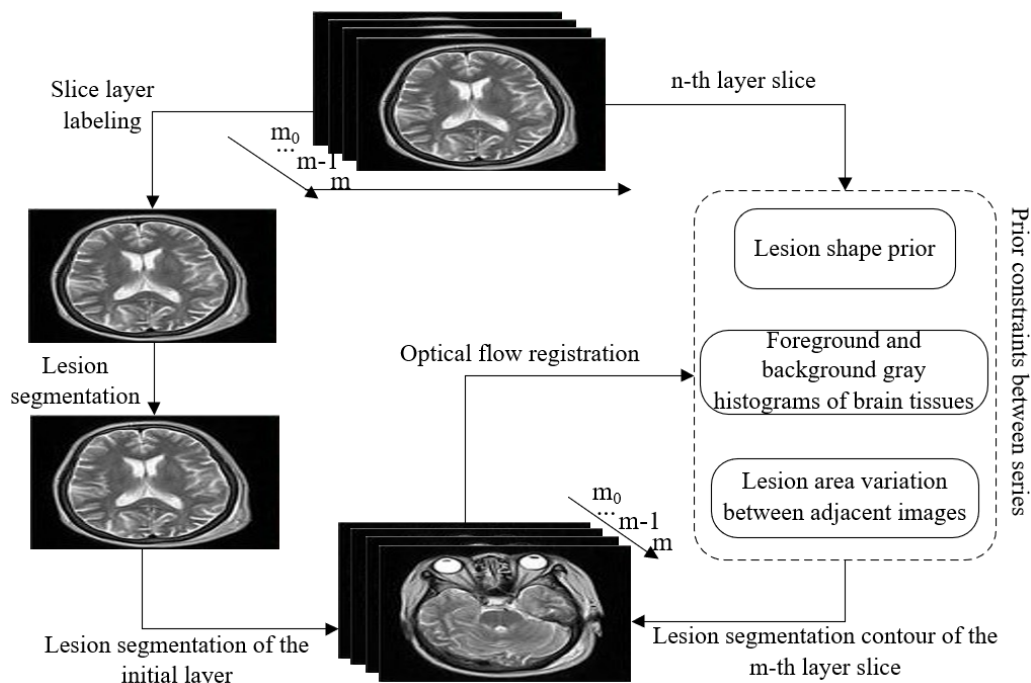 Slice layer
labeling
n-th layer slice
m0
...
m-1
m
Lesion shape prior
Foreground and
background gray
histograms of brain tissues
Lesion area variation
between adjacent images
Prior constraints between series
Lesion
segmentation
Optical flow registration
m0
...
m-1
m
Lesion segmentation of the
initial layer
Lesion segmentation contour of the
m-th layer slice